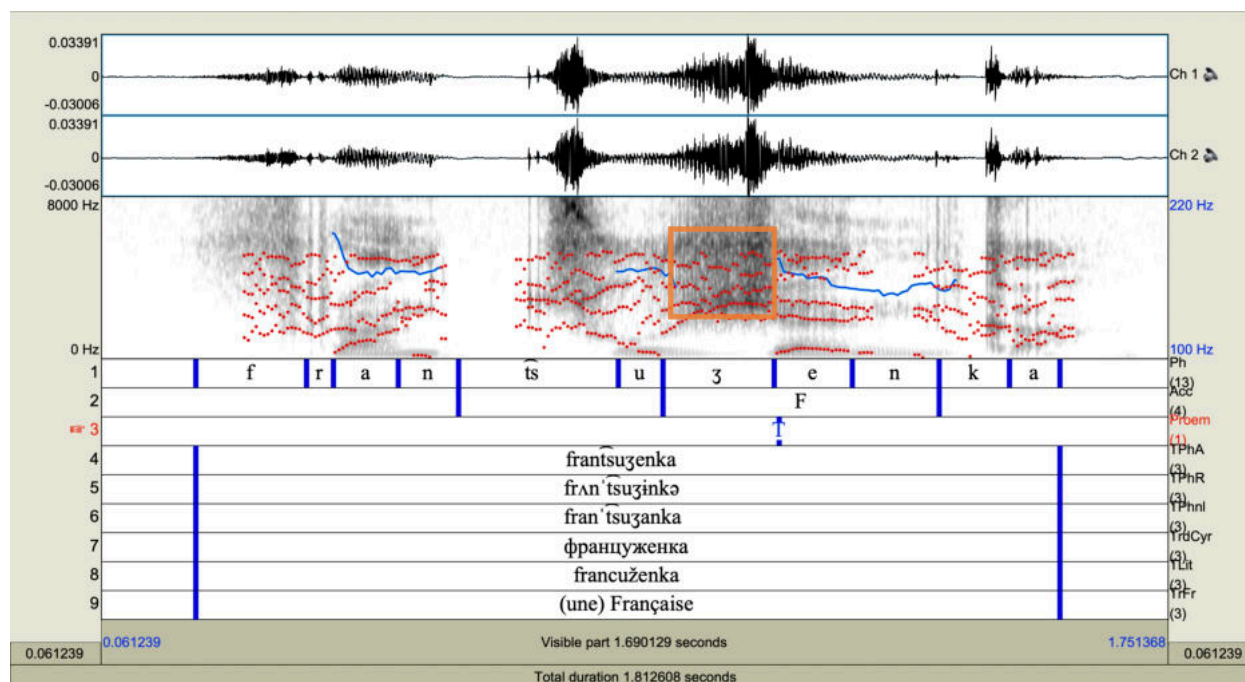 0.03391
0
-0.03006
Ch 1
0.03391
0
-0.03006
Ch 2
8000 Hz
220 Hz
0 Hz
100 Hz
1 f r a n t͡s u ʒ e n k a Ph (13)
2 F Acc (4)
3 T Proem (1)
4 frant͡suʒenka TPhA (3)
5 frʌnˈt͡suʒɨnkə TPhR (3)
6 franˈt͡suʒanka TPhnl (3)
7 француженка TrdCyr (3)
8 francuženka TLit (3)
9 (une) Française TrFr (3)
0.061239 Visible part 1.690129 seconds 1.751368
0.061239 0.061239
Total duration 1.812608 seconds